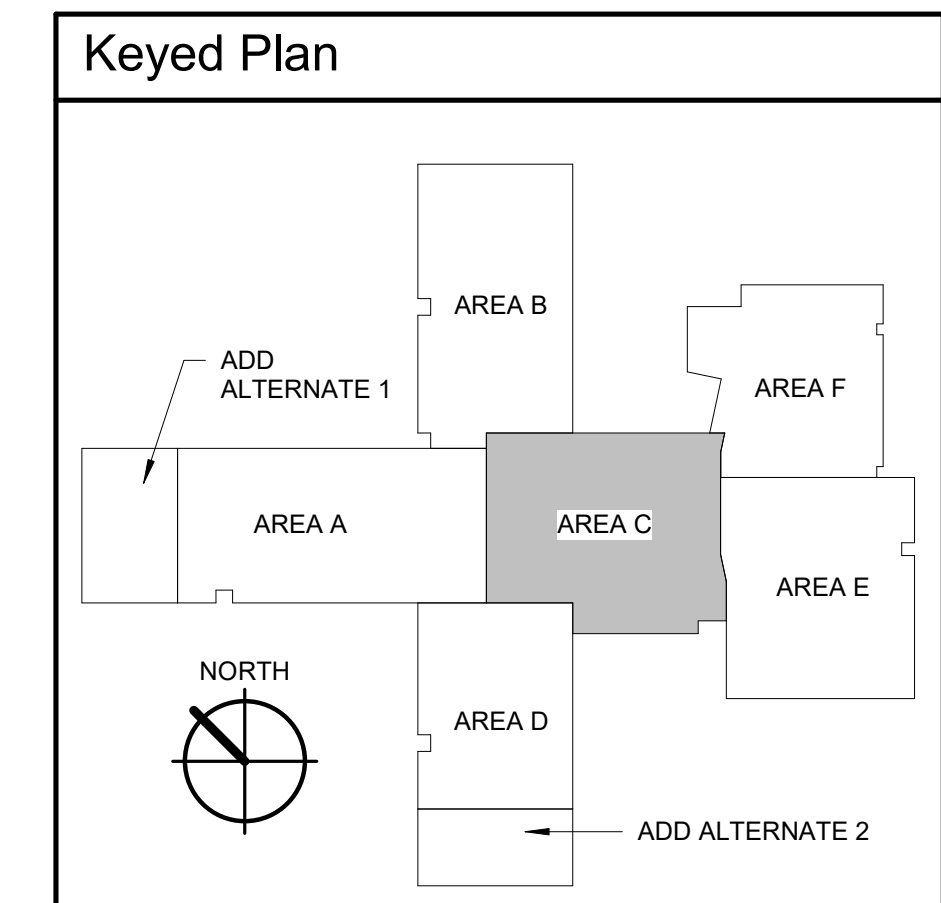 Keyed Plan
AREA B
ADD
ALTERNATE 1
AREA F
AREA A
AREA C
AREA E
NORTH
AREA D
ADD ALTERNATE 2